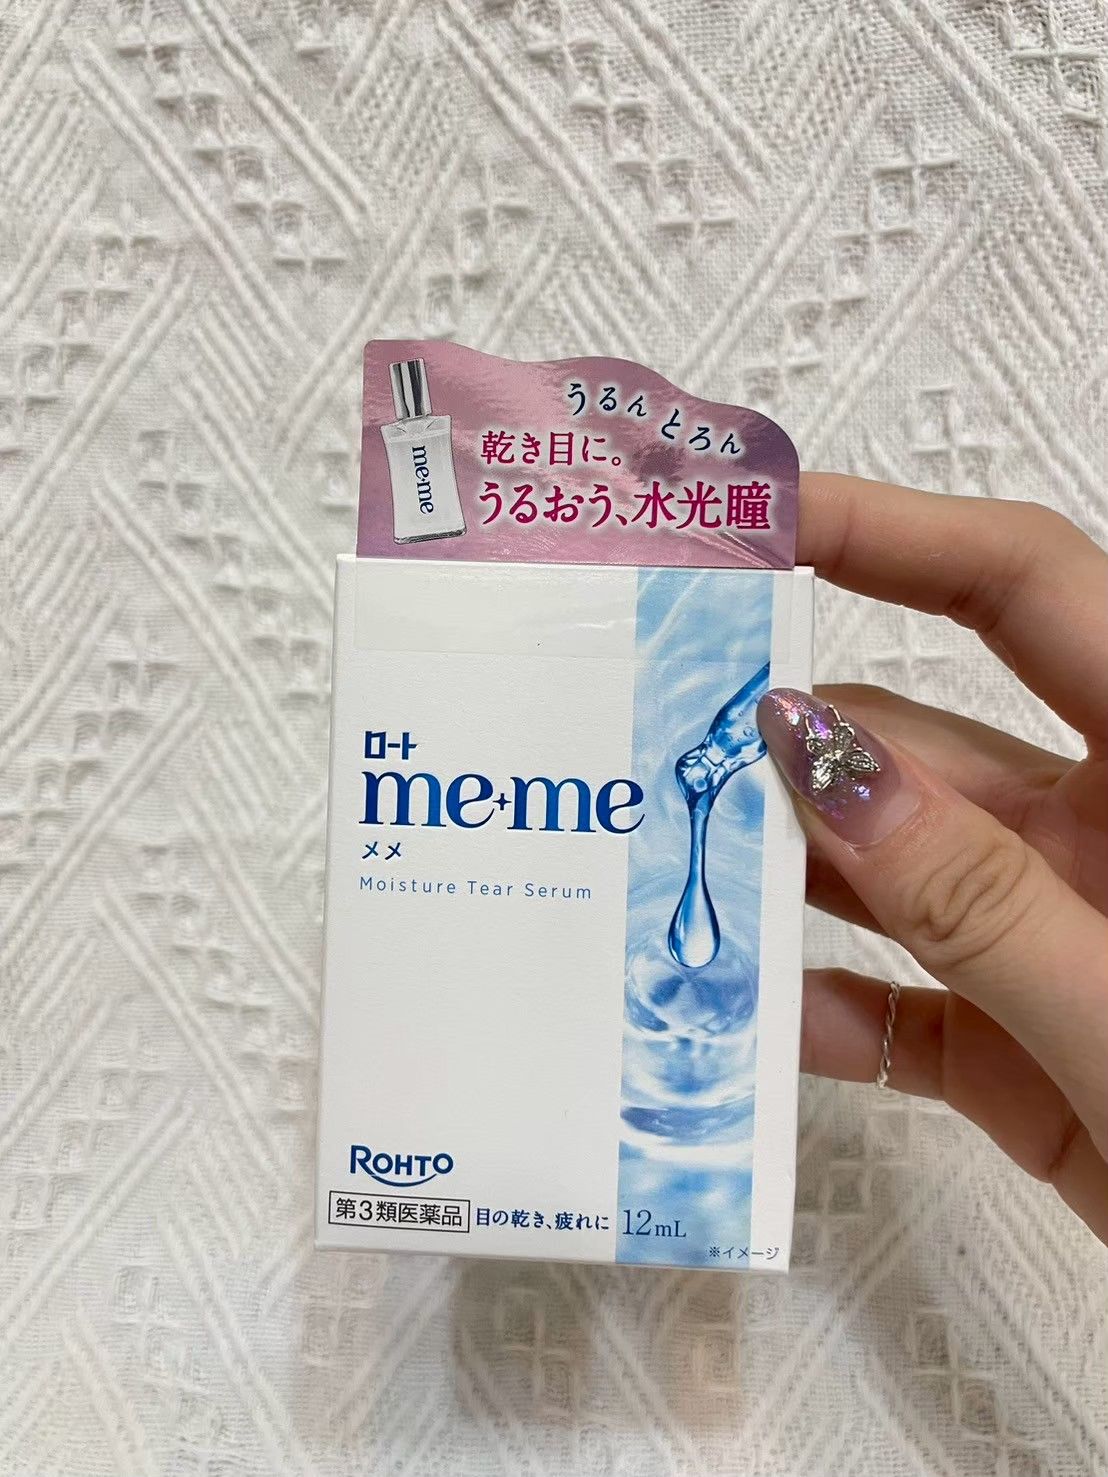 うるん とろん
乾き目に。
うるおう、水光瞳
me·me
ロート
me+me
メメ
Moisture Tear Serum
ROHTO
第3類医薬品 目の乾き、疲れに 12mL
※イメージ